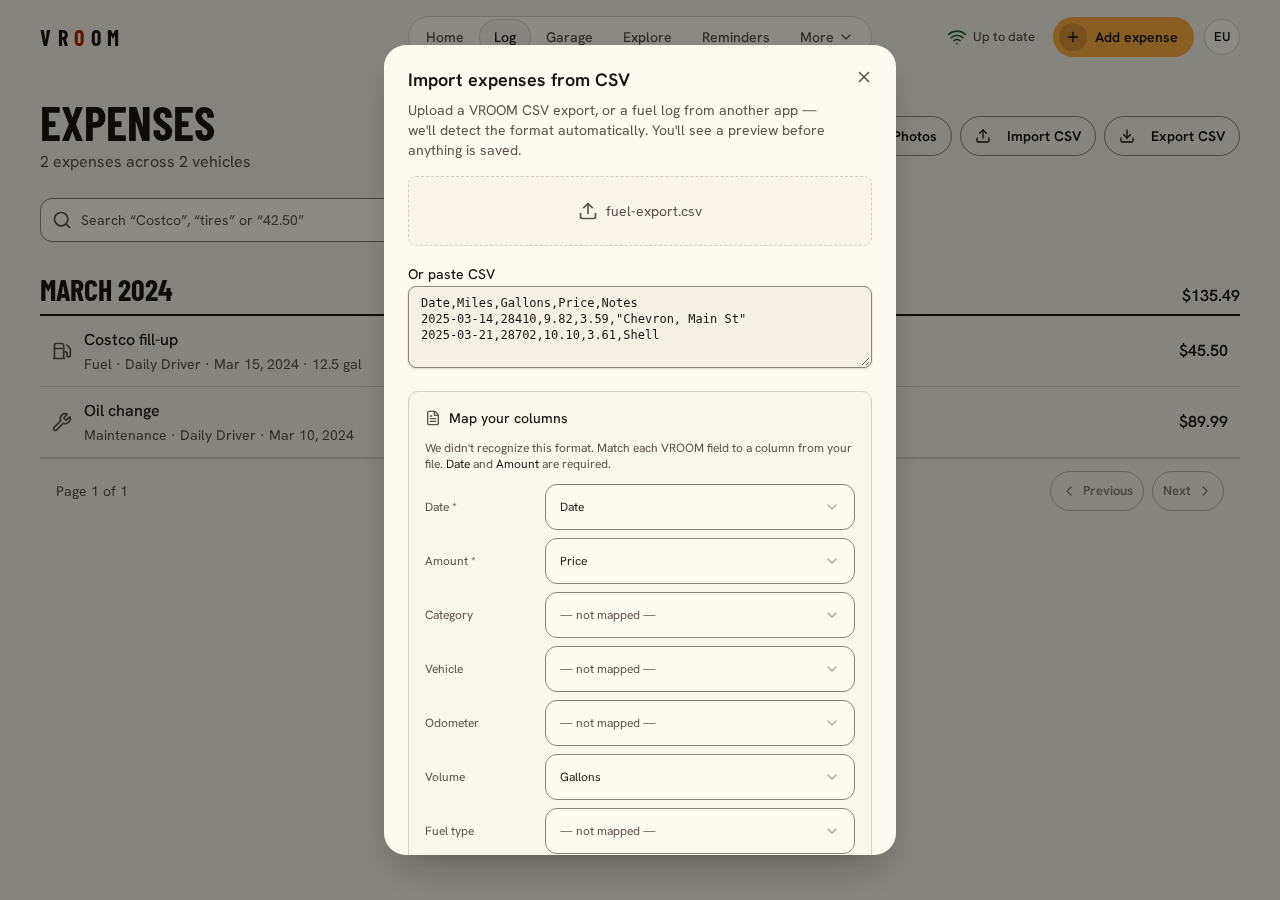 VROOM
Home
Log
Garage
Explore
Reminders
More
Up to date
Add expense
EU
EXPENSES
2 expenses across 2 vehicles
Photos
Import CSV
Export CSV
Search “Costco”, “tires” or “42.50”
MARCH 2024
$135.49
Costco fill-up
Fuel · Daily Driver · Mar 15, 2024 · 12.5 gal
$45.50
Oil change
Maintenance · Daily Driver · Mar 10, 2024
$89.99
Page 1 of 1
Previous
Next
Import expenses from CSV
Upload a VROOM CSV export, or a fuel log from another app —
we'll detect the format automatically. You'll see a preview before
anything is saved.
fuel-export.csv
Or paste CSV
Date,Miles,Gallons,Price,Notes
2025-03-14,28410,9.82,3.59,"Chevron, Main St"
2025-03-21,28702,10.10,3.61,Shell
Map your columns
We didn't recognize this format. Match each VROOM field to a column from your
file. Date and Amount are required.
Date *
Date
Amount *
Price
Category
— not mapped —
Vehicle
— not mapped —
Odometer
— not mapped —
Volume
Gallons
Fuel type
— not mapped —